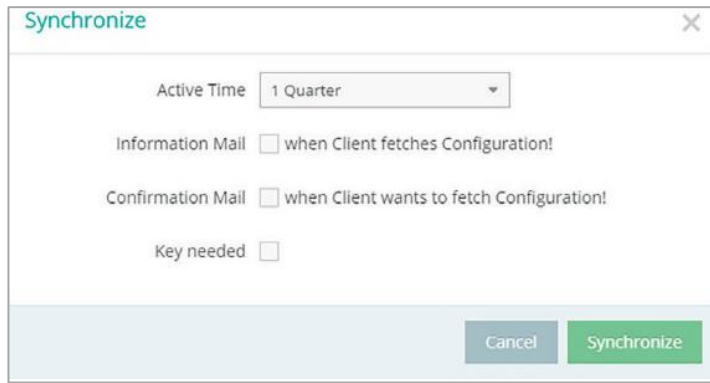 Synchronize
Active Time 1 Quarter
Information Mail when Client fetches Configuration!
Confirmation Mail when Client wants to fetch Configuration!
Key needed
Cancel Synchronize